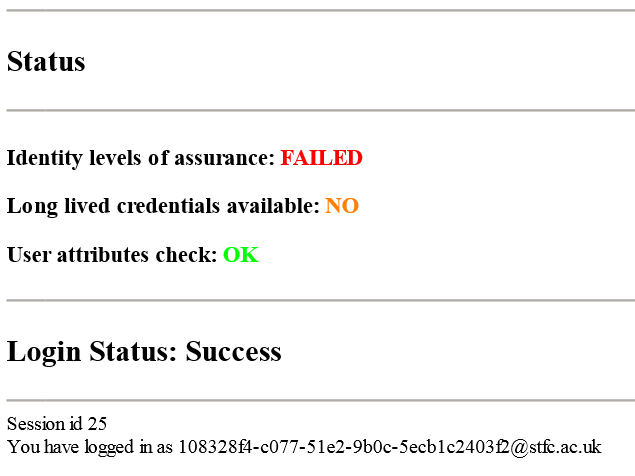 Status
Identity levels of assurance: FAILED
Long lived credentials available: NO
User attributes check: OK
Login Status: Success
Session id 25
You have logged in as 108328f4-c077-51e2-9b0c-5ecb1c2403f2@stfc.ac.uk